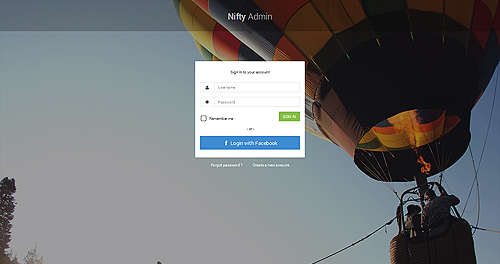 Nifty Admin
Sign In to your account
Username
Password
Remember me
SIGN IN
Login with Facebook
Forgot password ?
Create a new account